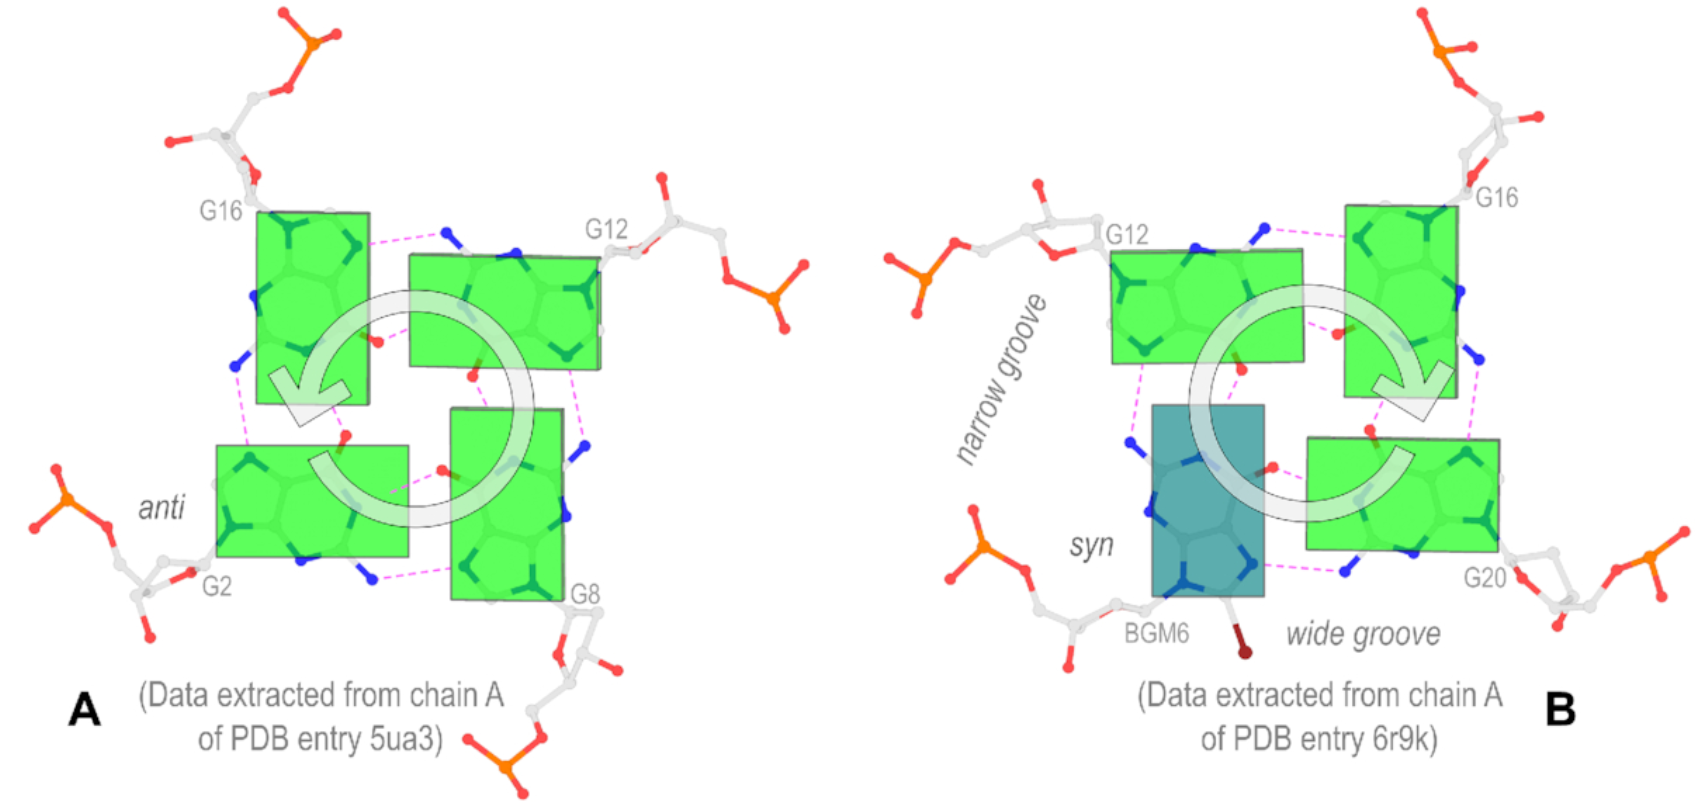 G16
G12
anti
G2
G8
A
(Data extracted from chain A
of PDB entry 5ua3)
G16
G12
narrow groove
syn
G20
BGM6
wide groove
(Data extracted from chain A
of PDB entry 6r9k)
B